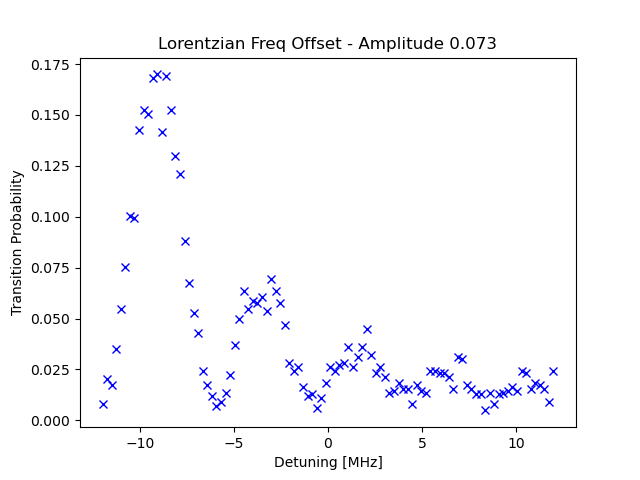 Lorentzian Freq Offset - Amplitude 0.073
Transition Probability
0.175
0.150
0.125
0.100
0.075
0.050
0.025
0.000
−10 −5 0 5 10
Detuning [MHz]